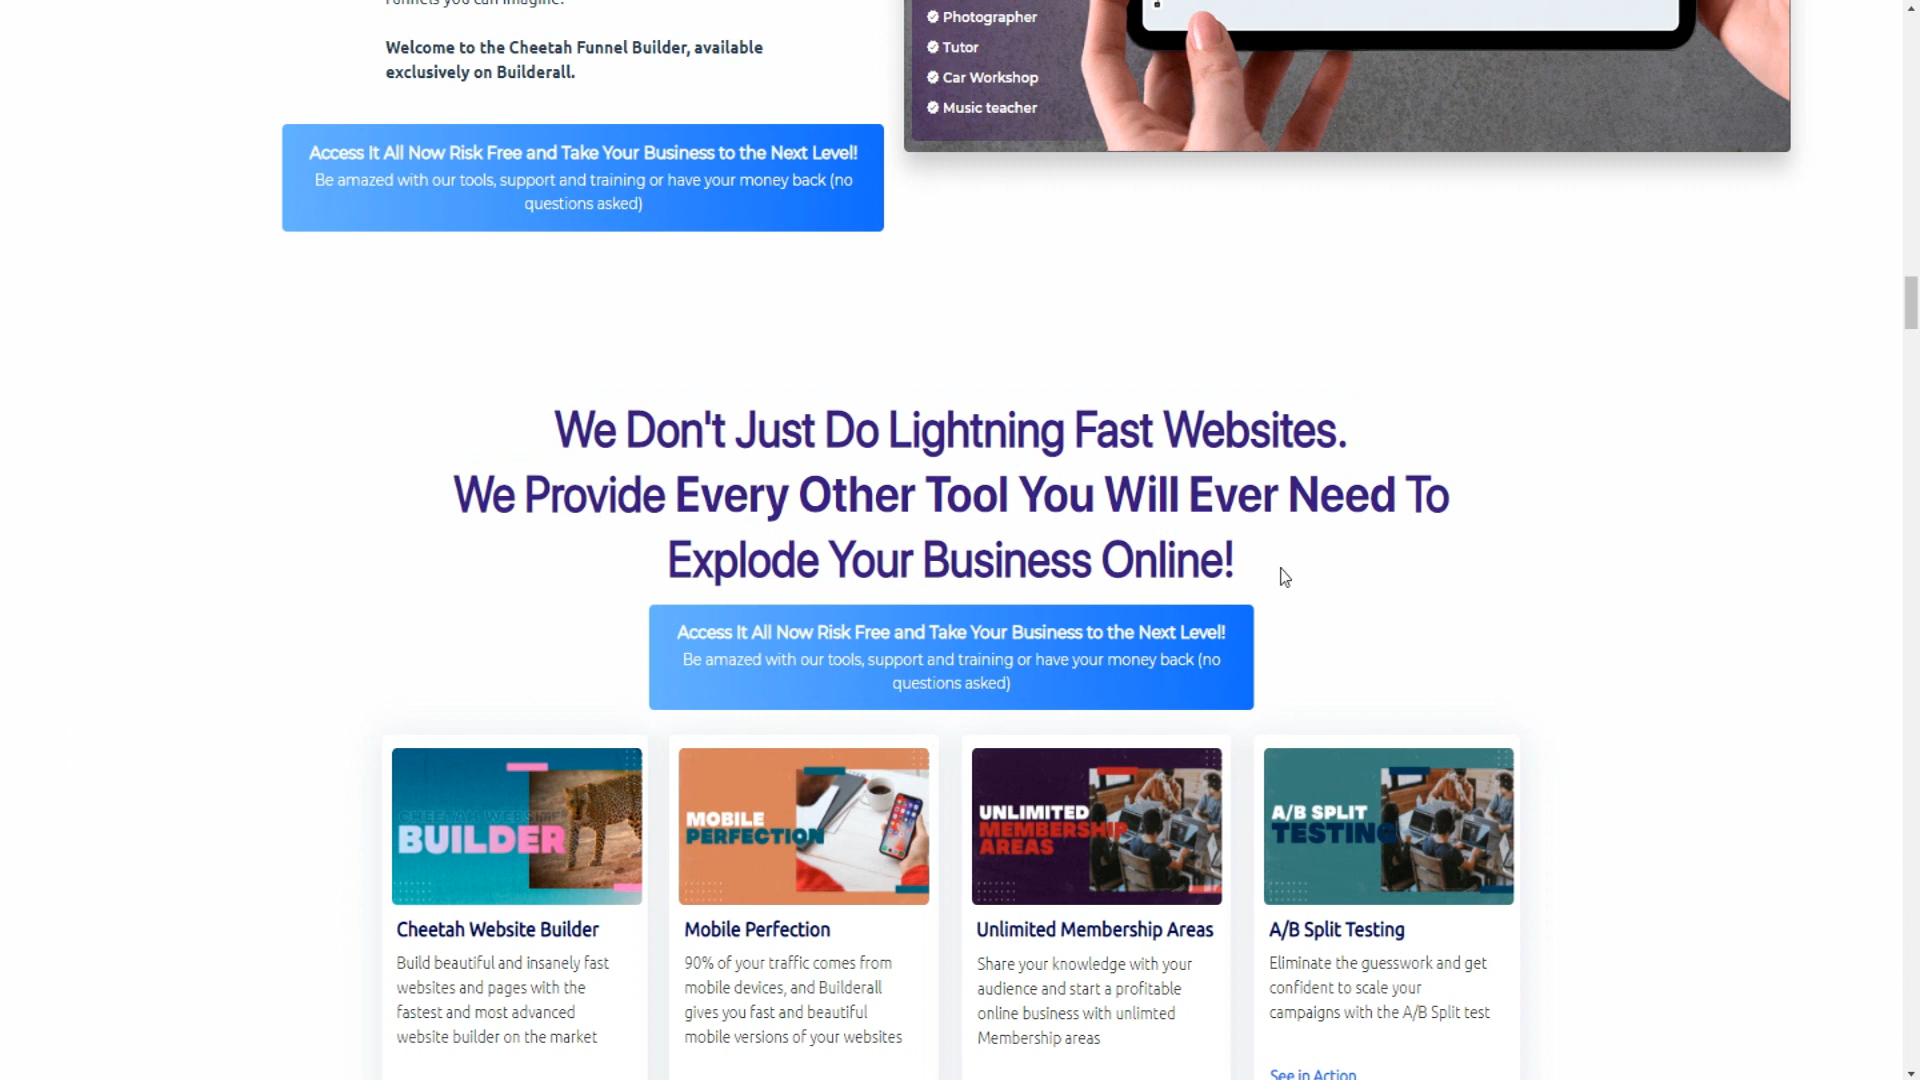 Welcome to the Cheetah Funnel Builder, available
exclusively on Builderall.
Access It All Now Risk Free and Take Your Business to the Next Level!
Be amazed with our tools, support and training or have your money back (no
questions asked)
Photographer
Tutor
Car Workshop
Music teacher
We Don't Just Do Lightning Fast Websites.
We Provide Every Other Tool You Will Ever Need To
Explode Your Business Online!
Access It All Now Risk Free and Take Your Business to the Next Level!
Be amazed with our tools, support and training or have your money back (no
questions asked)
CHEETAH WEBSITE
BUILDER
Cheetah Website Builder
Build beautiful and insanely fast
websites and pages with the
fastest and most advanced
website builder on the market
MOBILE
PERFECTION
Mobile Perfection
90% of your traffic comes from
mobile devices, and Builderall
gives you fast and beautiful
mobile versions of your websites
UNLIMITED
MEMBERSHIP
AREAS
Unlimited Membership Areas
Share your knowledge with your
audience and start a profitable
online business with unlimted
Membership areas
A/B SPLIT
TESTING
A/B Split Testing
Eliminate the guesswork and get
confident to scale your
campaigns with the A/B Split test
See in Action